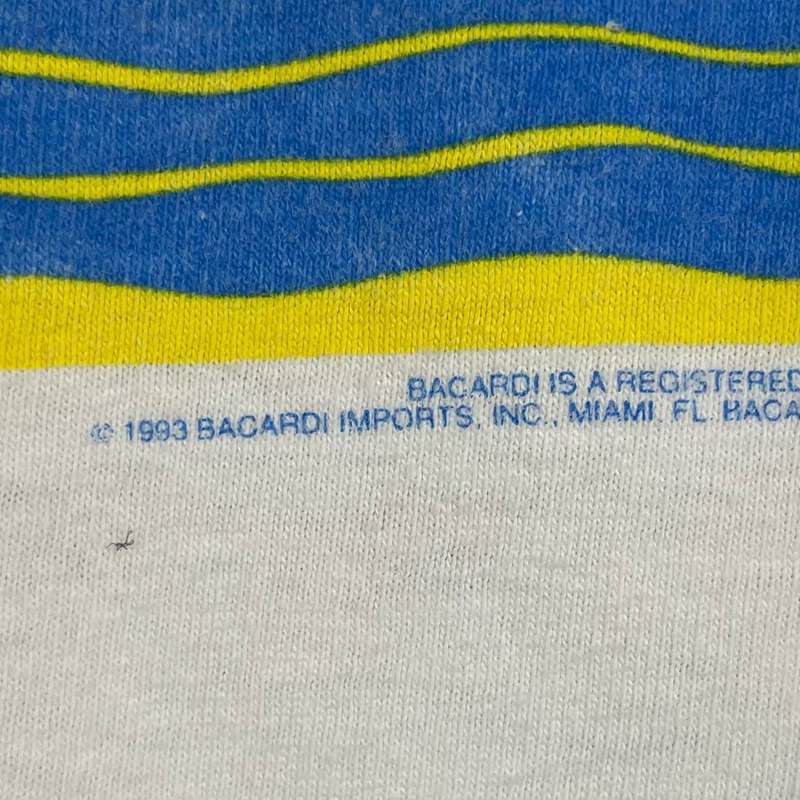 BACARDI IS A REGISTERED
© 1993 BACARDI IMPORTS, INC., MIAMI, FL. BACA